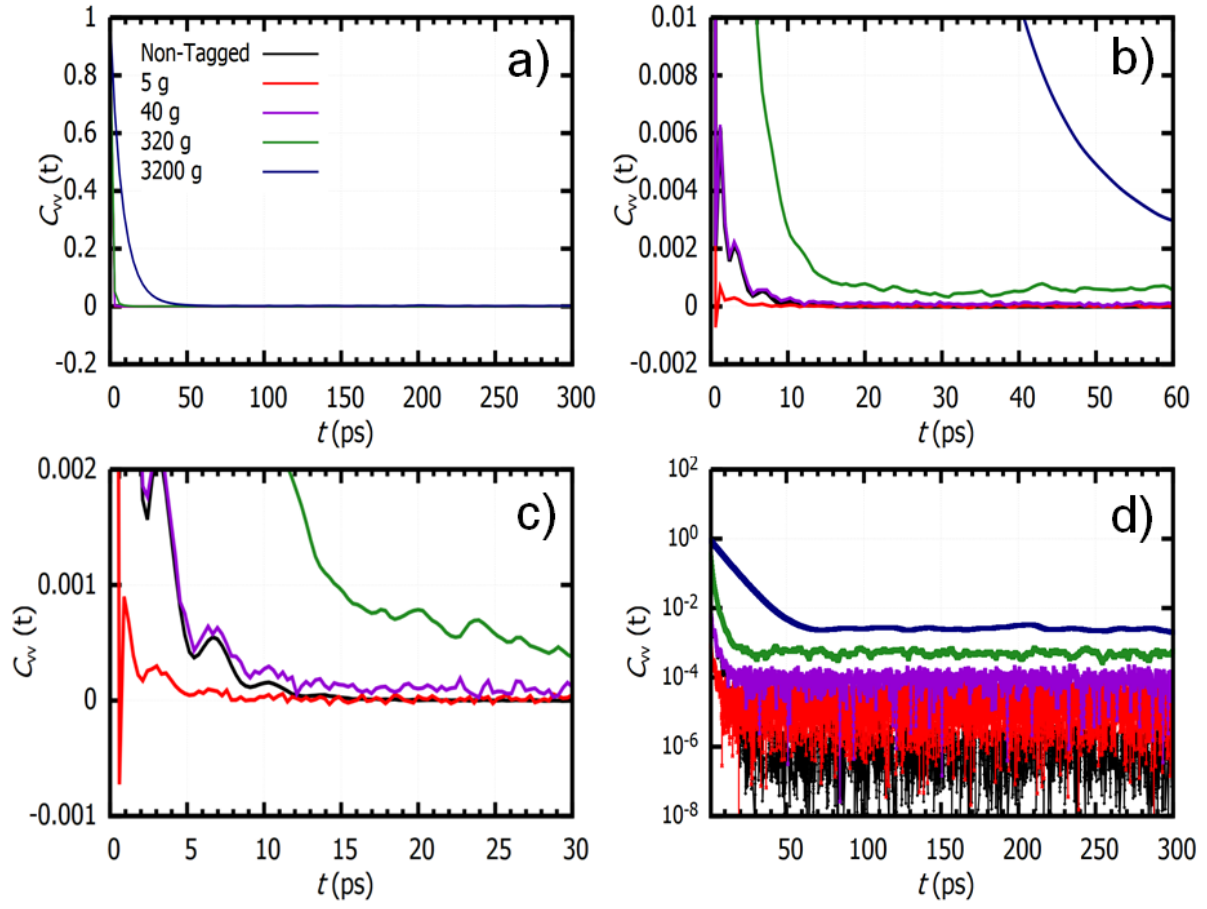 a)
1
0.8
0.6
0.4
0.2
0
-0.2
C_vv (t)
Non-Tagged
5 g
40 g
320 g
3200 g
0 50 100 150 200 250 300
t (ps)
b)
0.01
0.008
0.006
0.004
0.002
0
-0.002
C_vv (t)
0 10 20 30 40 50 60
t (ps)
c)
0.002
0.001
0
-0.001
C_vv (t)
0 5 10 15 20 25 30
t (ps)
d)
10^2
10^0
10^-2
10^-4
10^-6
10^-8
C_vv (t)
50 100 150 200 250 300
t (ps)